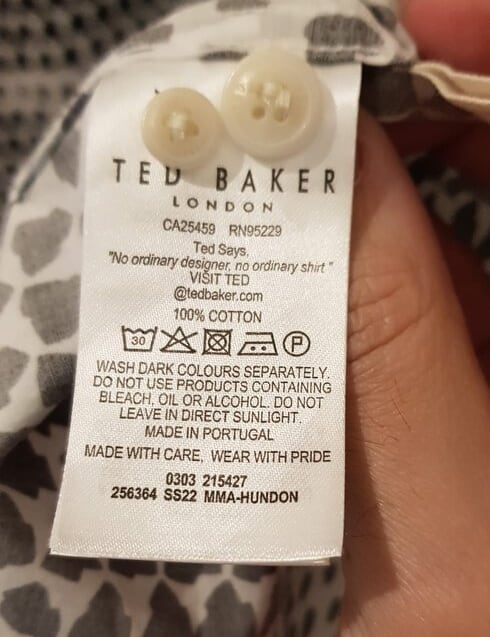 TED BAKER
LONDON
CA25459 RN95229
Ted Says,
"No ordinary designer, no ordinary shirt"
VISIT TED
@tedbaker.com
100% COTTON
30 P
WASH DARK COLOURS SEPARATELY.
DO NOT USE PRODUCTS CONTAINING
BLEACH, OIL OR ALCOHOL. DO NOT
LEAVE IN DIRECT SUNLIGHT.
MADE IN PORTUGAL
MADE WITH CARE, WEAR WITH PRIDE
0303 215427
256364 SS22 MMA-HUNDON